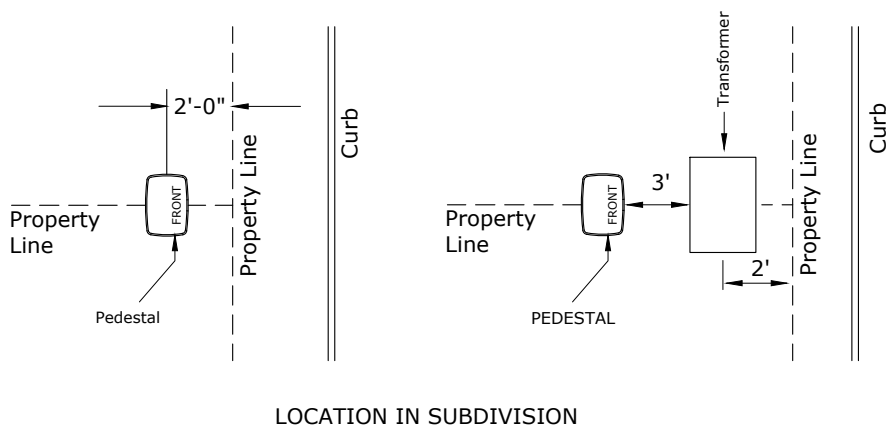 2'-0"
Property Line
Curb
FRONT
Property
Line
Pedestal
Transformer
3'
Property Line
Curb
FRONT
Property
Line
2'
PEDESTAL
LOCATION IN SUBDIVISION